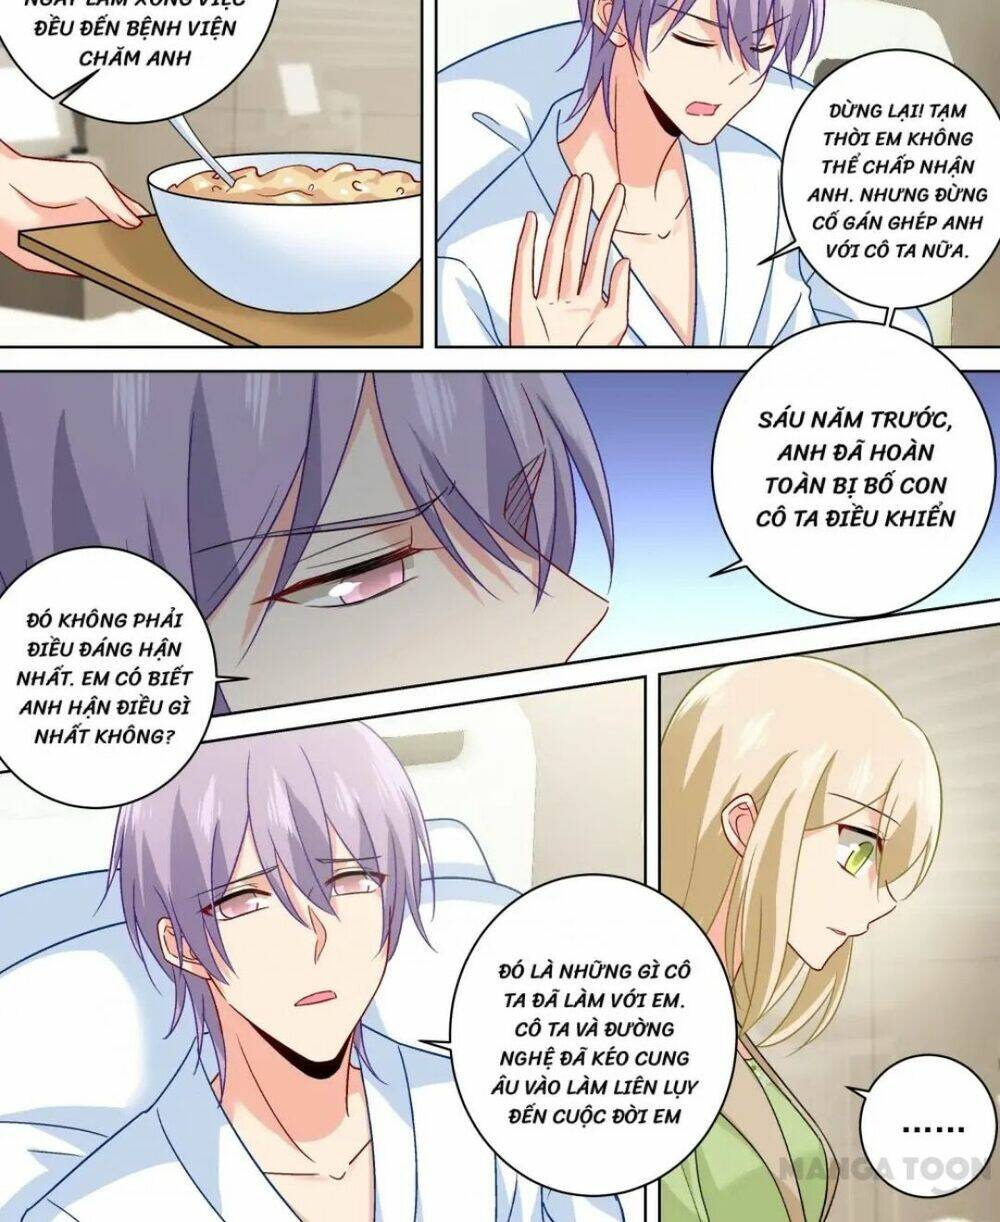 NGÀY LÀM XONG VIỆC
ĐỀU ĐẾN BỆNH VIỆN
CHĂM ANH
DỪNG LẠI! TẠM
THỜI EM KHÔNG
THỂ CHẤP NHẬN
ANH. NHƯNG ĐỪNG
CỐ GÁN GHÉP ANH
VỚI CÔ TA NỮA.
SÁU NĂM TRƯỚC,
ANH ĐÃ HOÀN
TOÀN BỊ BỐ CON
CÔ TA ĐIỀU KHIỂN
ĐÓ KHÔNG PHẢI
ĐIỀU ĐÁNG HẬN
NHẤT. EM CÓ BIẾT
ANH HẬN ĐIỀU GÌ
NHẤT KHÔNG?
ĐÓ LÀ NHỮNG GÌ CÔ
TA ĐÃ LÀM VỚI EM.
CÔ TA VÀ ĐƯỜNG
NGHỆ ĐÃ KÉO CUNG
ÂU VÀO LÀM LIÊN LỤY
ĐẾN CUỘC ĐỜI EM
......
MANGA TOON